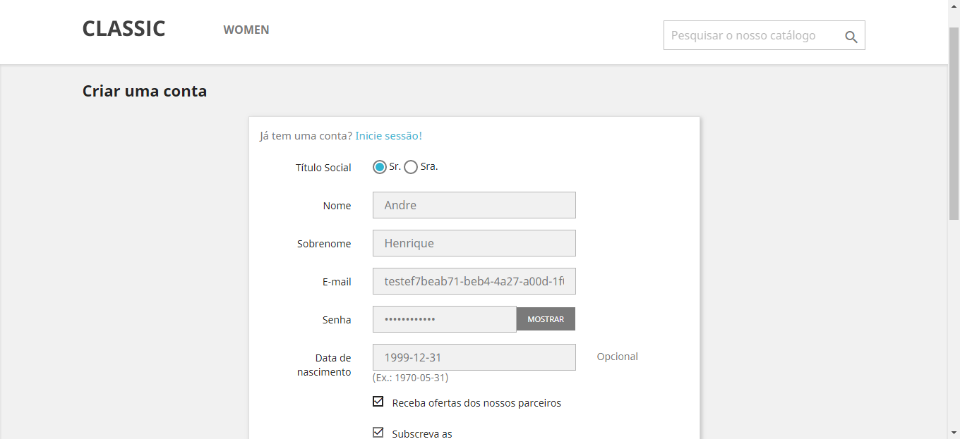 CLASSIC
WOMEN
Pesquisar o nosso catálogo
Criar uma conta
Já tem uma conta? Inicie sessão!
Título Social
Sr. Sra.
Nome
Andre
Sobrenome
Henrique
E-mail
testef7beab71-beb4-4a27-a00d-1f
Senha
••••••••••••
MOSTRAR
Data de
nascimento
1999-12-31
Opcional
(Ex.: 1970-05-31)
Receba ofertas dos nossos parceiros
Subscreva as